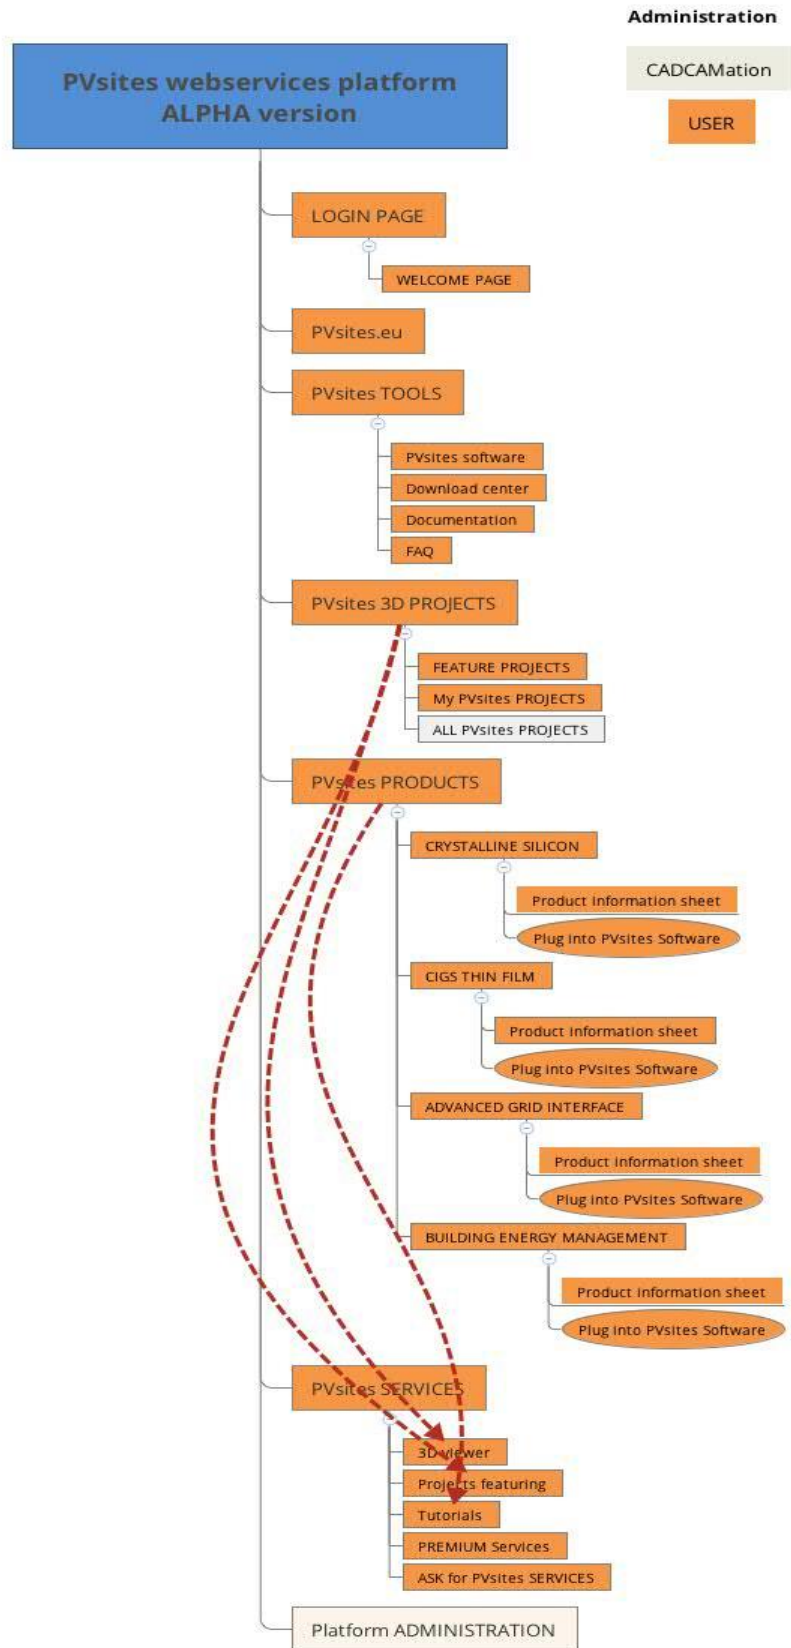 Administration
CADCAMation
USER
PVsites webservices platform
ALPHA version
LOGIN PAGE
WELCOME PAGE
PVsites.eu
PVsites TOOLS
PVsites software
Download center
Documentation
FAQ
PVsites 3D PROJECTS
FEATURE PROJECTS
My PVsites PROJECTS
ALL PVsites PROJECTS
PVsites PRODUCTS
CRYSTALLINE SILICON
Product information sheet
Plug into PVsites Software
CIGS THIN FILM
Product information sheet
Plug into PVsites Software
ADVANCED GRID INTERFACE
Product information sheet
Plug into PVsites Software
BUILDING ENERGY MANAGEMENT
Product information sheet
Plug into PVsites Software
PVsites SERVICES
3D viewer
Projects featuring
Tutorials
PREMIUM Services
ASK for PVsites SERVICES
Platform ADMINISTRATION